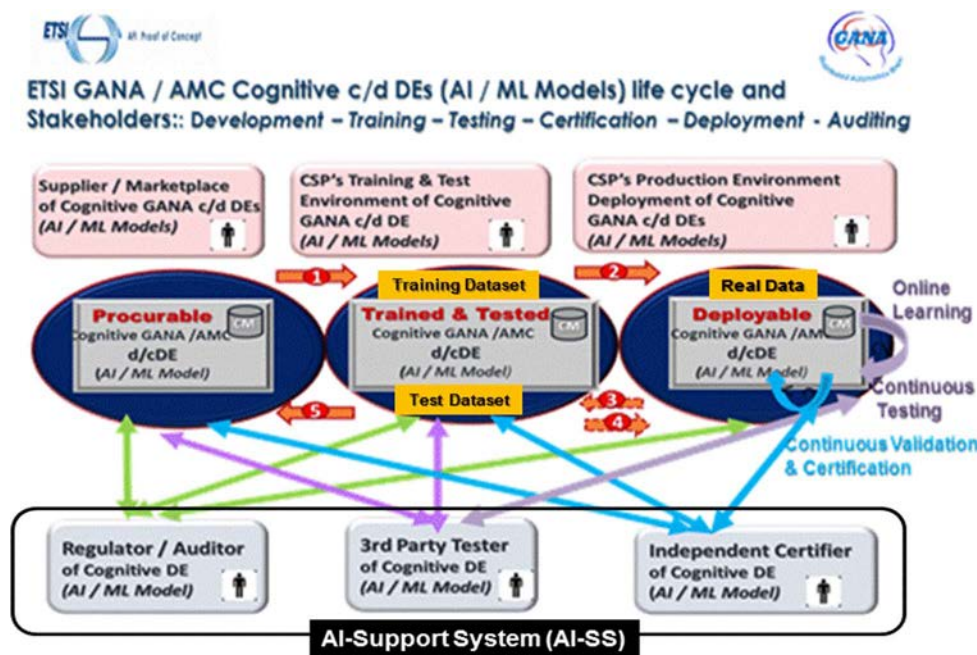 ETSI
AFI Proof of Concept
GANA
ETSI GANA / AMC Cognitive c/d DEs (AI / ML Models) life cycle and
Stakeholders:: Development – Training – Testing – Certification – Deployment - Auditing
Supplier / Marketplace
of Cognitive GANA c/d DEs
(AI / ML Models)
CSP's Training & Test
Environment of Cognitive
GANA c/d DE
(AI / ML Models)
CSP's Production Environment
Deployment of Cognitive
GANA c/d DEs
(AI / ML Models)
1
2
Training Dataset
Real Data
Online
Learning
Procurable
Cognitive GANA /AMC
d/cDE
(AI / ML Model)
CM
Trained & Tested
Cognitive GANA /AMC
d/cDE
(AI / ML Model)
CM
Deployable
Cognitive GANA /AMC
d/cDE
(AI / ML Model)
CM
Test Dataset
5
3
4
Continuous
Testing
Continuous Validation
& Certification
Regulator / Auditor
of Cognitive DE
(AI / ML Model)
3rd Party Tester
of Cognitive DE
(AI / ML Model)
Independent Certifier
of Cognitive DE
(AI / ML Model)
AI-Support System (AI-SS)